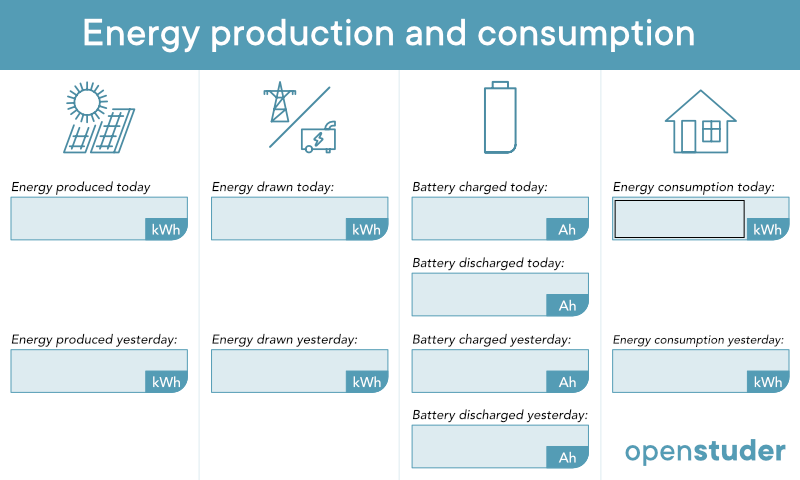 Energy production and consumption
Energy produced today
kWh
Energy drawn today:
kWh
Battery charged today:
Ah
Energy consumption today:
kWh
Battery discharged today:
Ah
Energy produced yesterday:
kWh
Energy drawn yesterday:
kWh
Battery charged yesterday:
Ah
Energy consumption yesterday:
kWh
Battery discharged yesterday:
Ah
openstuder